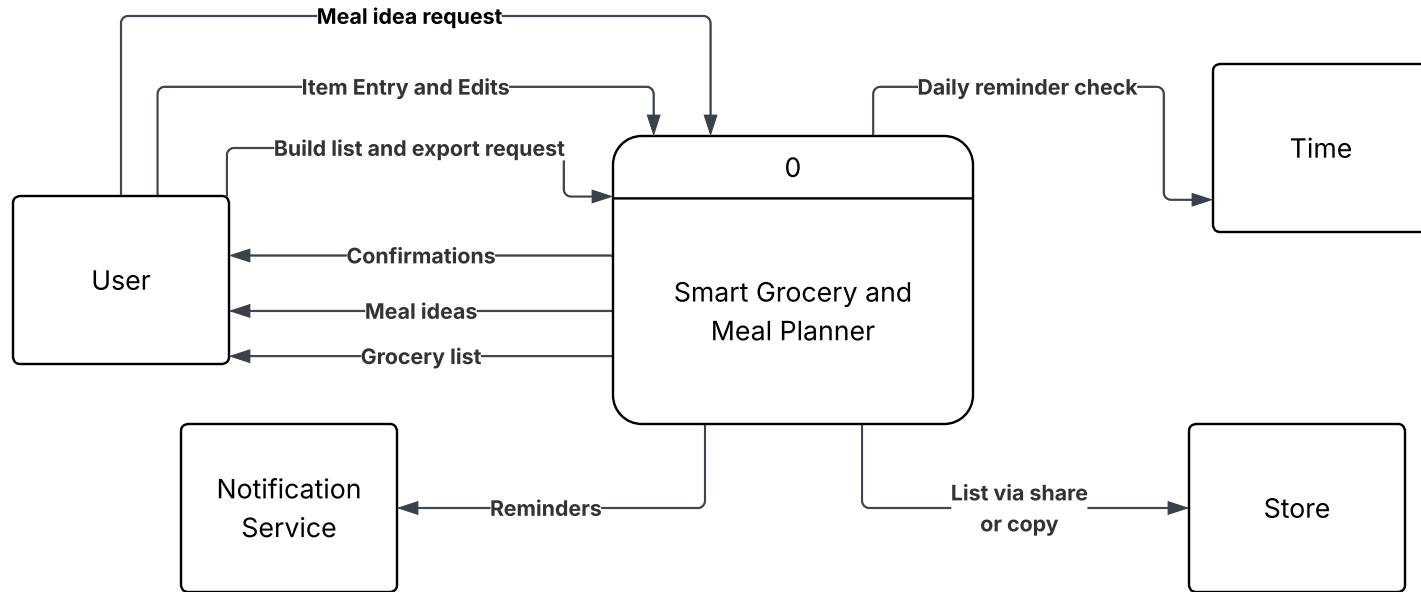 Meal idea request
Item Entry and Edits
Daily reminder check
Build list and export request
Time
0
User
Confirmations
Smart Grocery and
Meal Planner
Meal ideas
Grocery list
Notification
Service
Reminders
List via share
or copy
Store